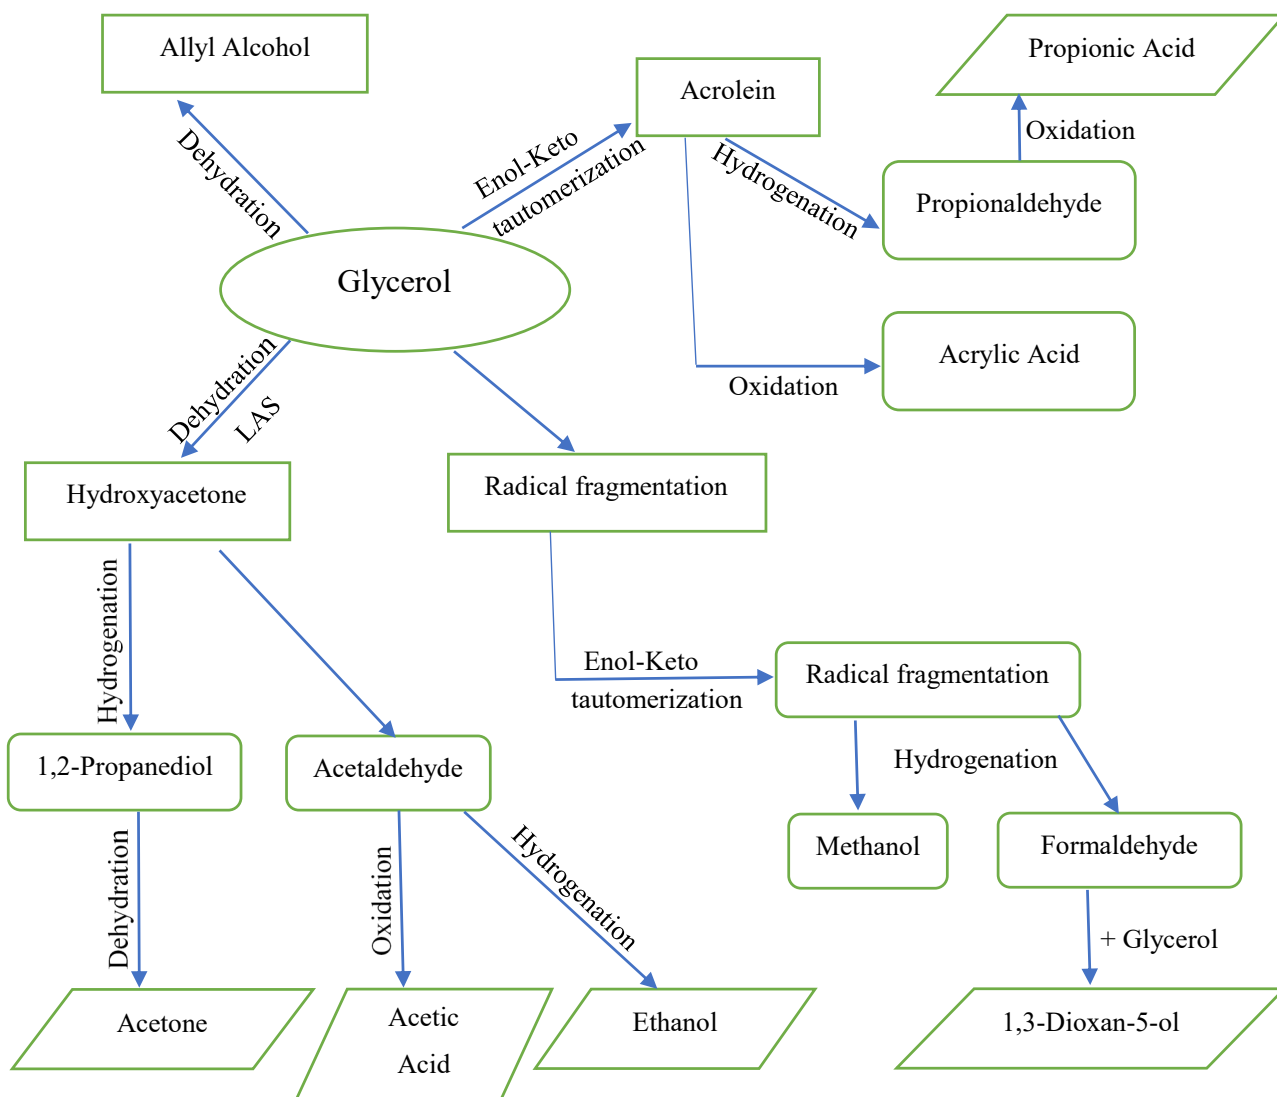 Allyl Alcohol
Propionic Acid
Acrolein
Dehydration
Enol-Keto
tautomerization
Hydrogenation
Oxidation
Propionaldehyde
Glycerol
Acrylic Acid
Oxidation
Dehydration
LAS
Hydroxyacetone
Radical fragmentation
Hydrogenation
Enol-Keto
tautomerization
Radical fragmentation
1,2-Propanediol
Acetaldehyde
Hydrogenation
Methanol
Formaldehyde
Dehydration
Oxidation
Hydrogenation
+ Glycerol
Acetone
Acetic
Acid
Ethanol
1,3-Dioxan-5-ol